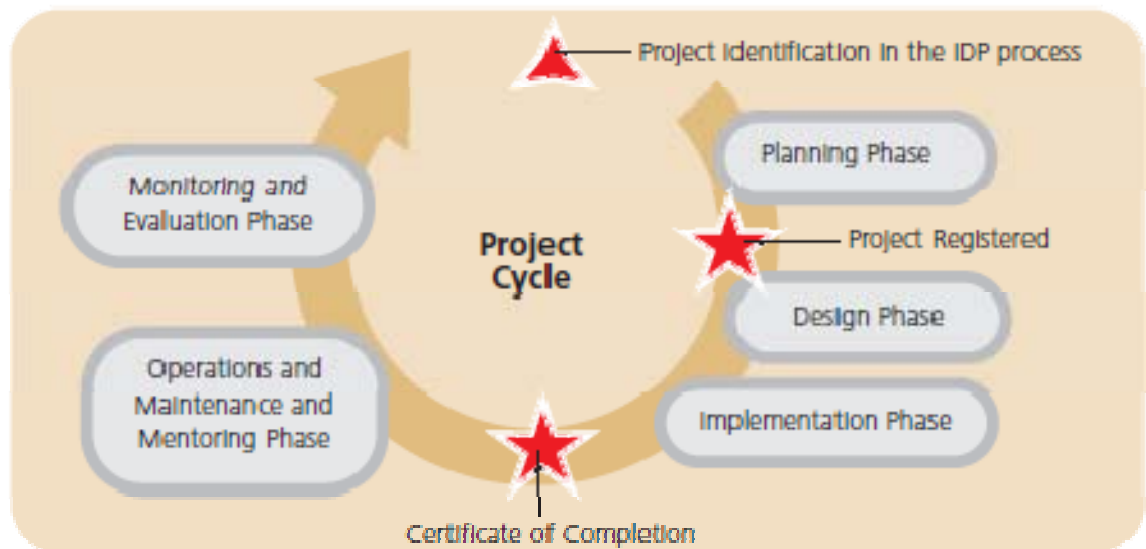 Project Identification in the IDP process
Planning Phase
Project Registered
Design Phase
Implementation Phase
Certificate of Completion
Operations and
Maintenance and
Mentoring Phase
Monitoring and
Evaluation Phase
Project
Cycle